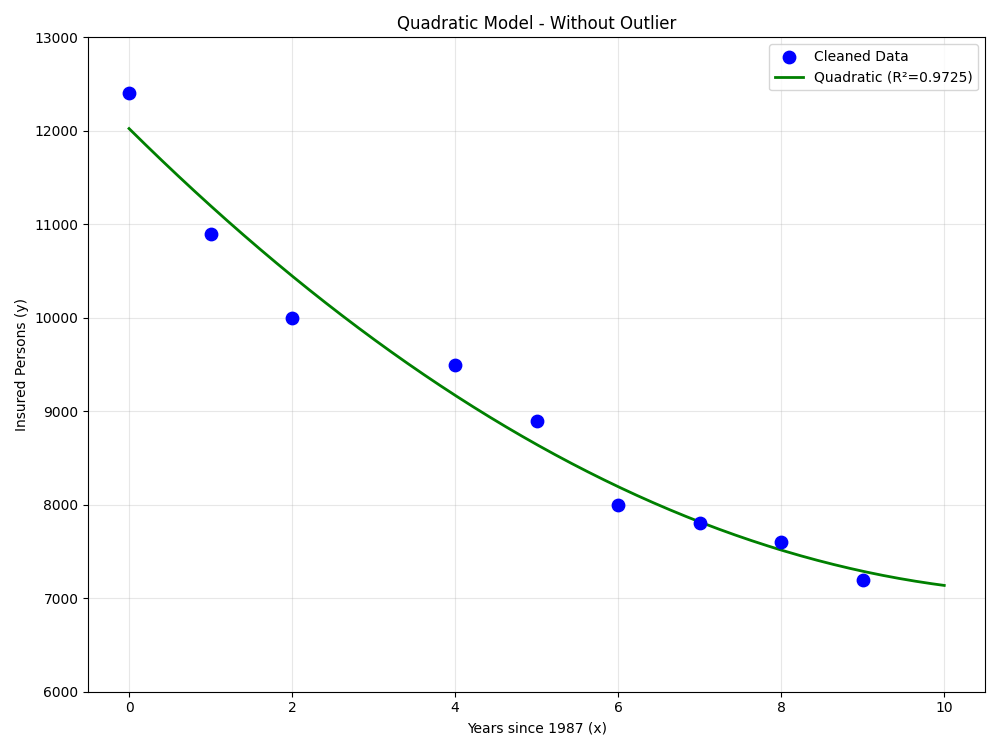 Quadratic Model - Without Outlier
13000
12000
11000
10000
9000
8000
7000
6000
Insured Persons (y)
Cleaned Data
Quadratic (R²=0.9725)
0
2
4
6
8
10
Years since 1987 (x)